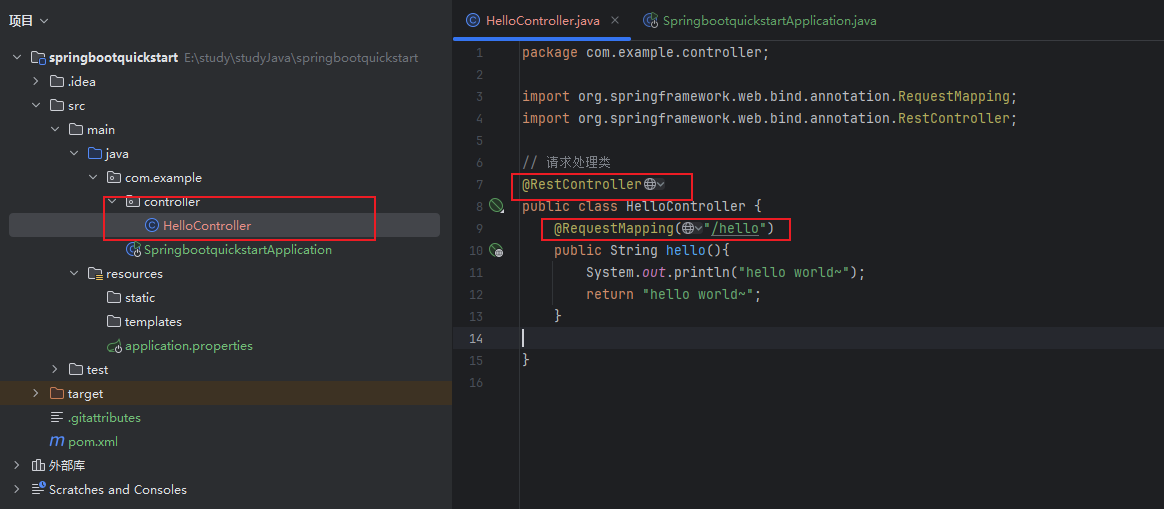 项目
springbootquickstart E:\study\studyJava\springbootquickstart
.idea
src
main
java
com.example
controller
HelloController
SpringbootquickstartApplication
resources
static
templates
application.properties
test
target
.gitattributes
pom.xml
外部库
Scratches and Consoles
HelloController.java × SpringbootquickstartApplication.java
1 package com.example.controller;
2
3 import org.springframework.web.bind.annotation.RequestMapping;
4 import org.springframework.web.bind.annotation.RestController;
5
6 // 请求处理类
7 @RestController
8 public class HelloController {
9 @RequestMapping("/hello")
10 public String hello(){
11 System.out.println("hello world~");
12 return "hello world~";
13 }
14
15 }
16